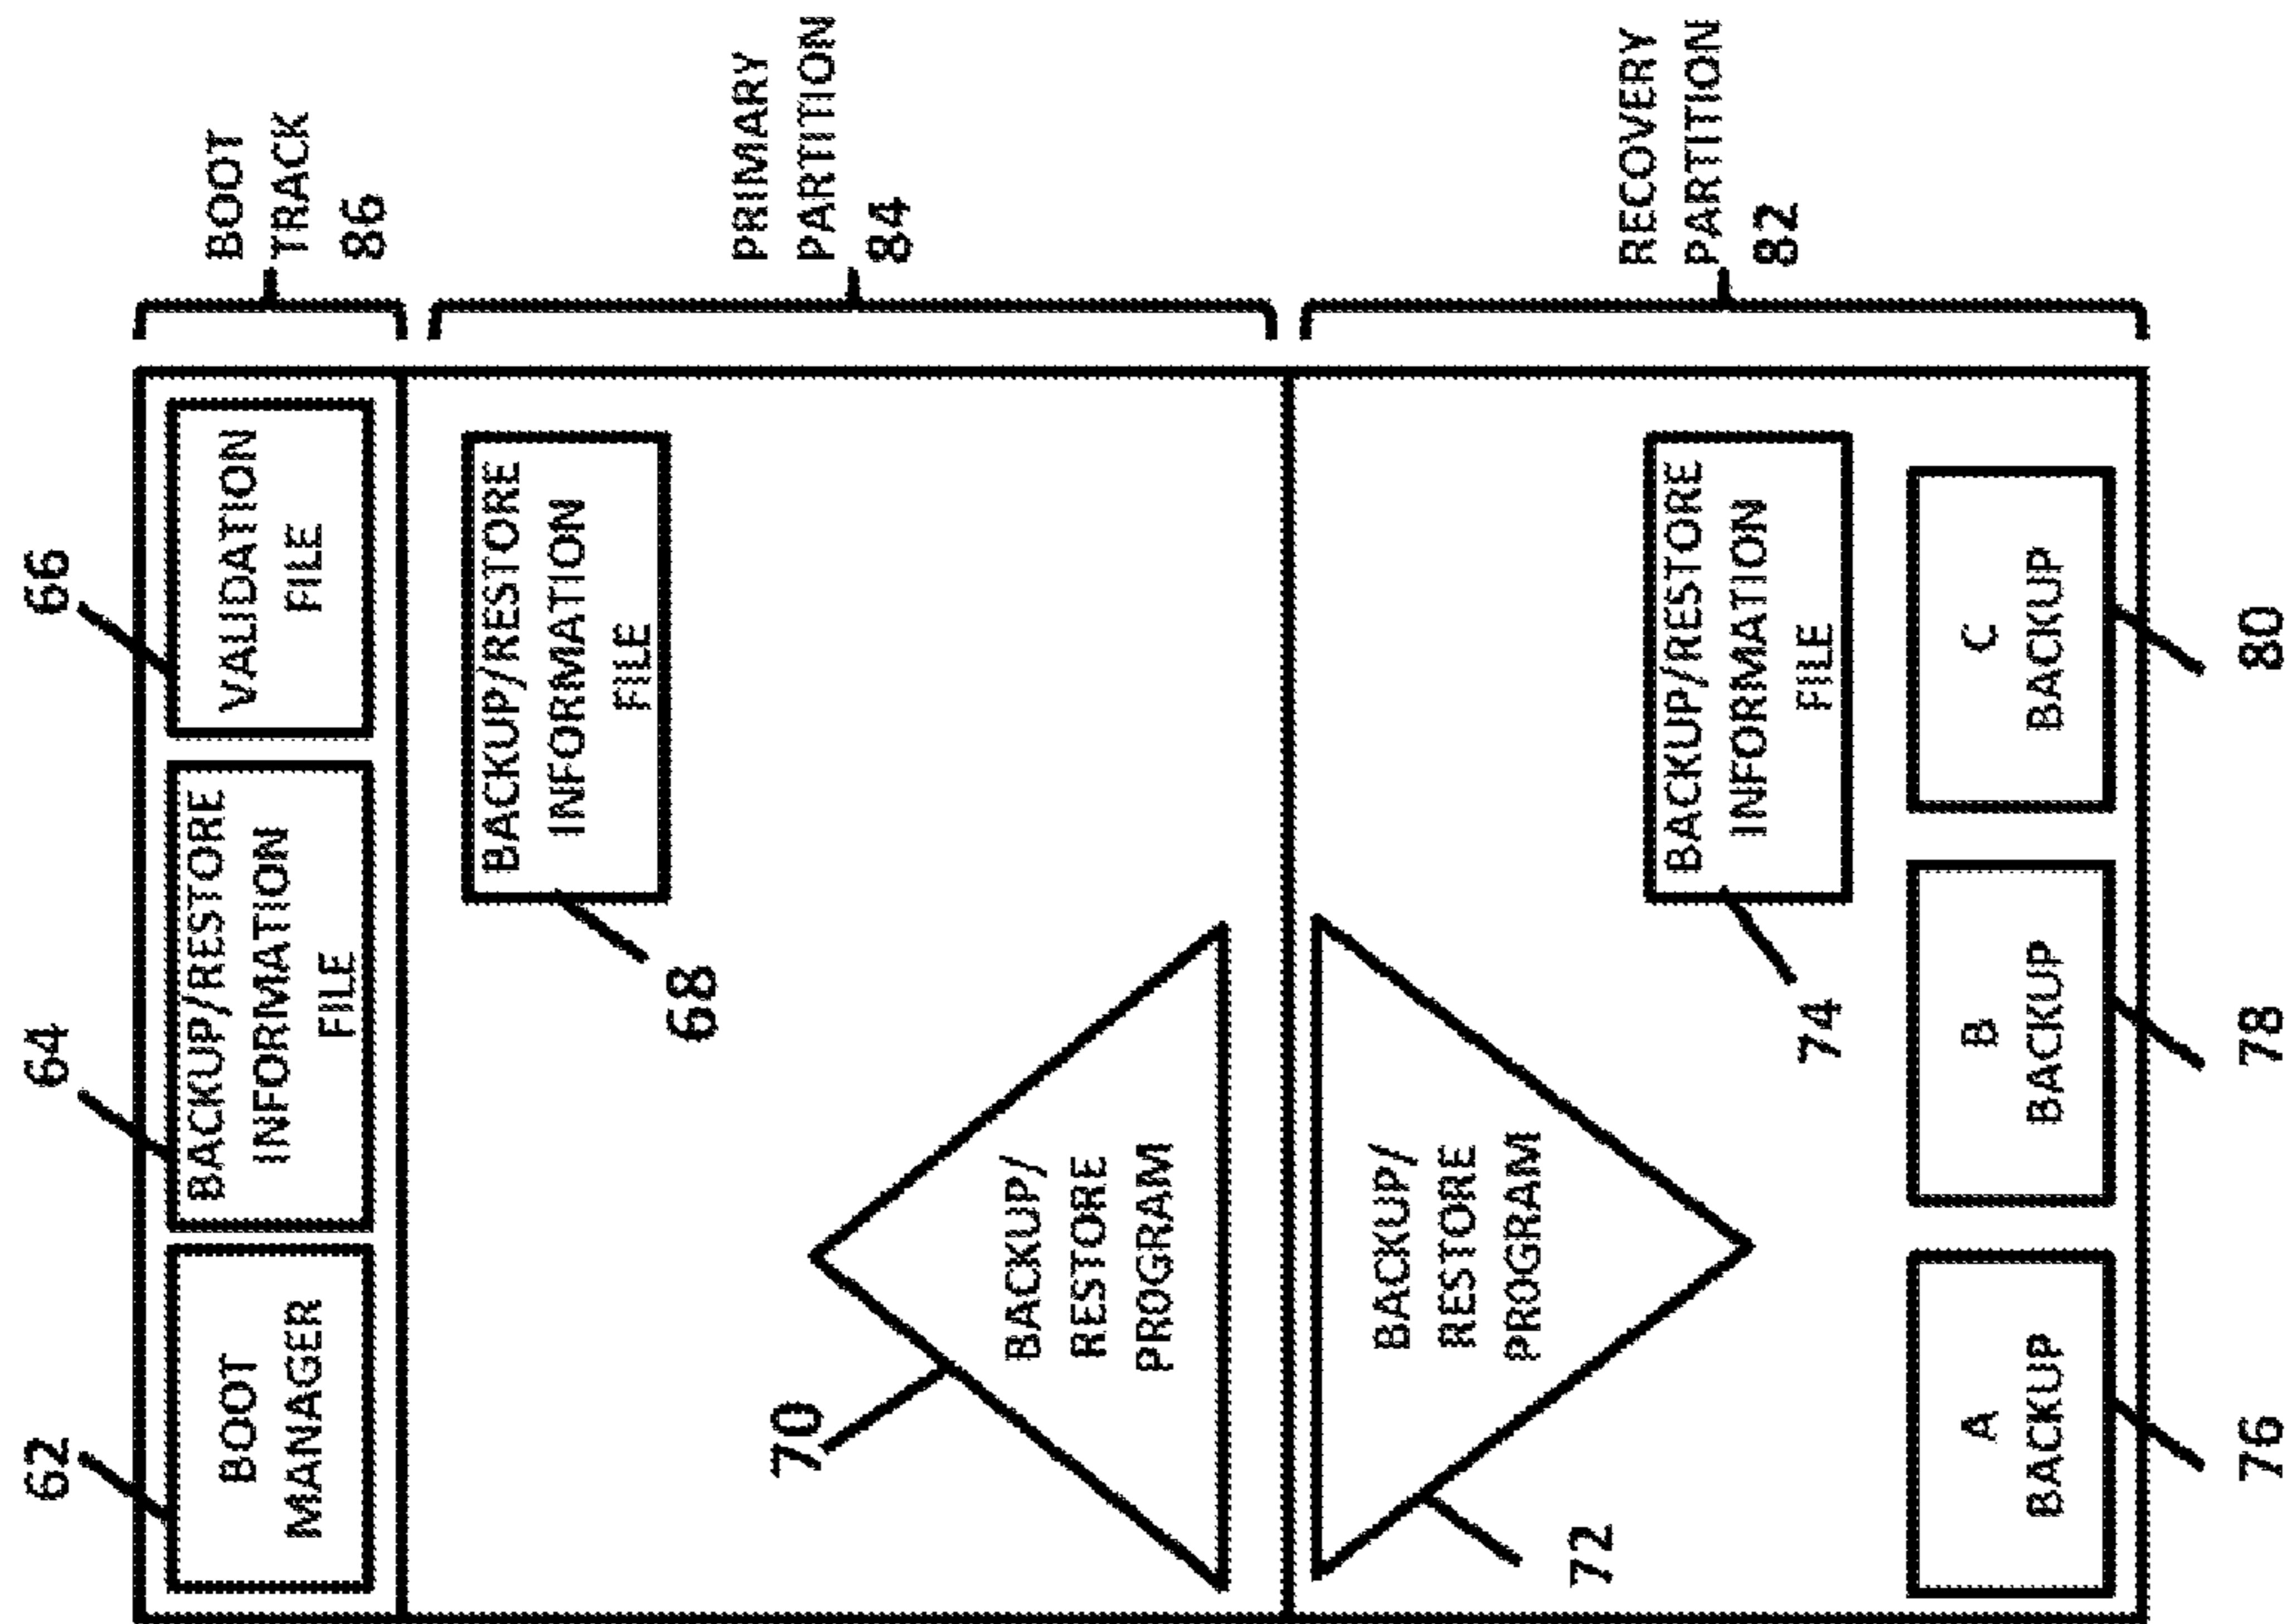 62
64
66
BOOT
MANAGER
BACKUP/RESTORE
INFORMATION
FILE
VALIDATION
FILE
BOOT
TRACK
86
BACKUP/RESTORE
INFORMATION
FILE
68
70
BACKUP/
RESTORE
PROGRAM
PRIMARY
PARTITION
84
BACKUP/
RESTORE
PROGRAM
72
BACKUP/RESTORE
INFORMATION
FILE
74
RECOVERY
PARTITION
82
A
BACKUP
B
BACKUP
C
BACKUP
76
78
80